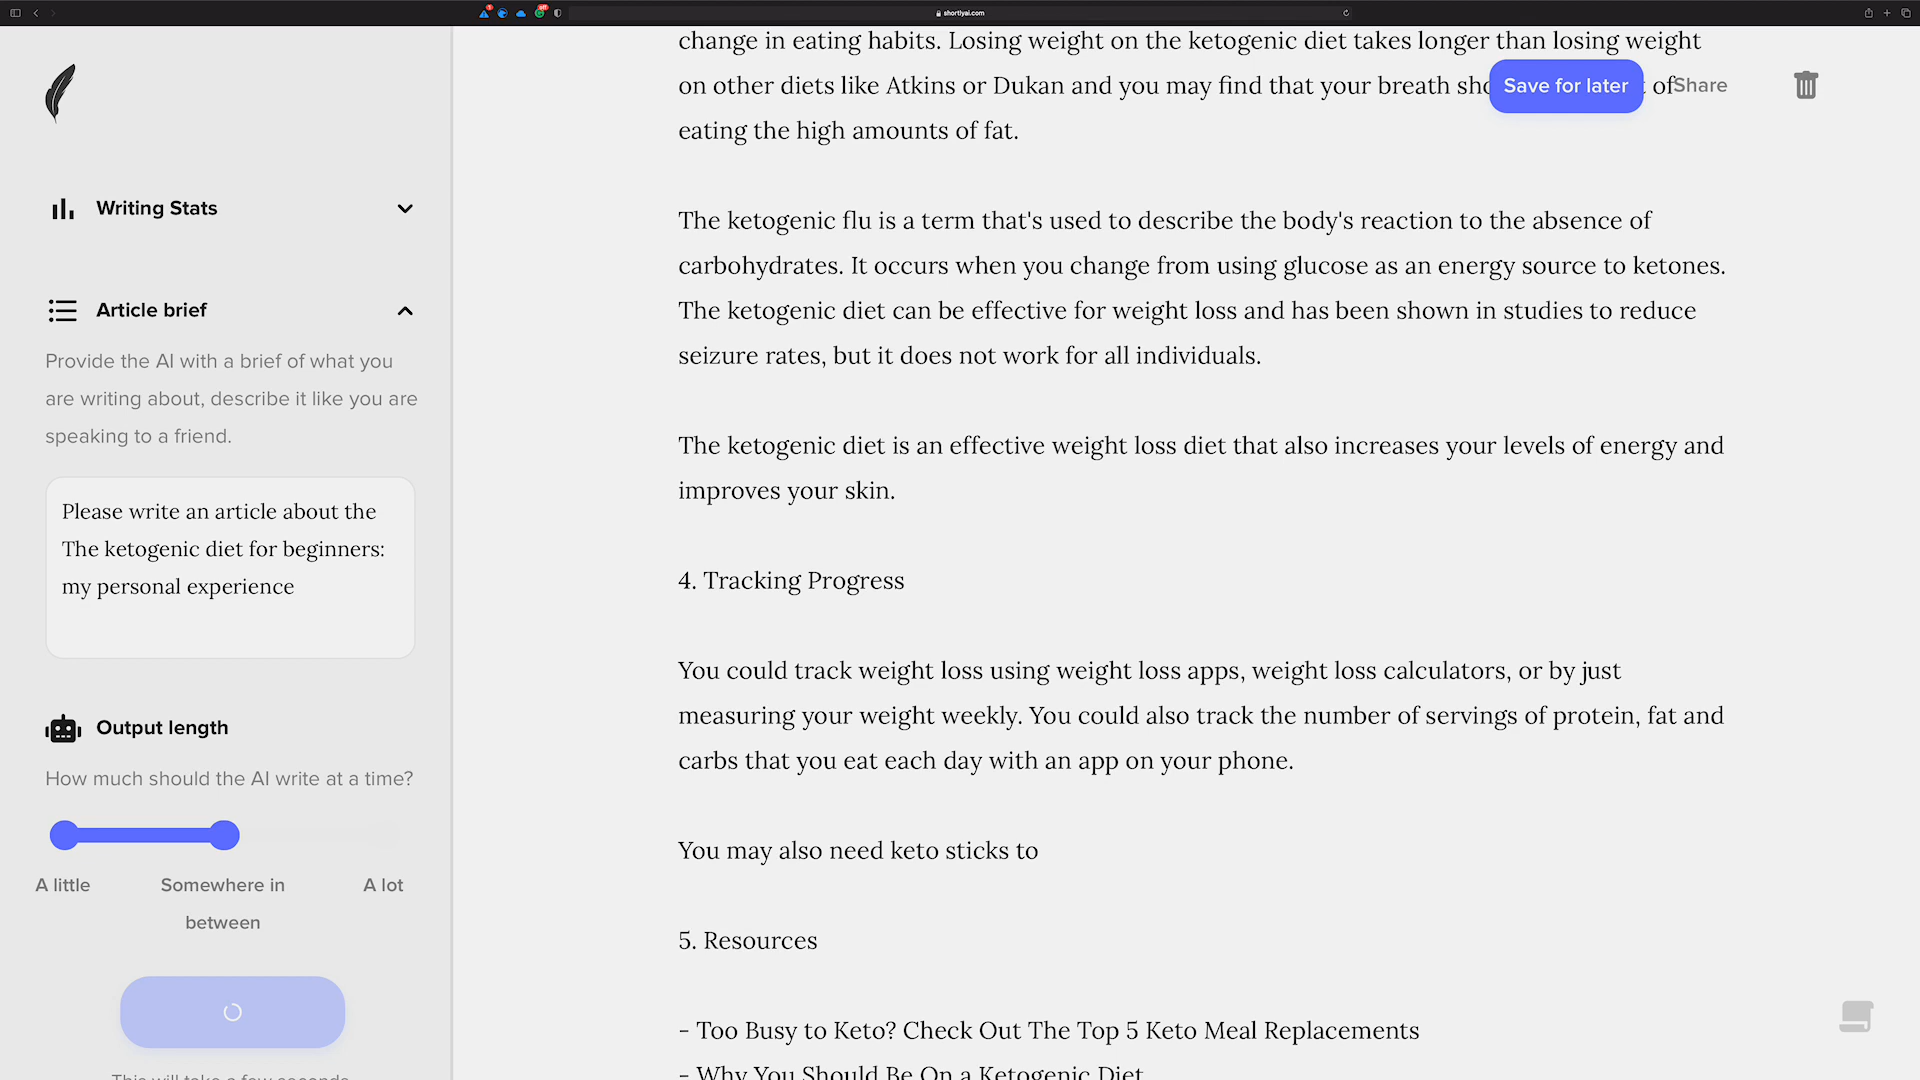 shortlyai.com
Writing Stats
Article brief
Provide the AI with a brief of what you
are writing about, describe it like you are
speaking to a friend.
Please write an article about the
The ketogenic diet for beginners:
my personal experience
Output length
How much should the AI write at a time?
A little
Somewhere in
between
A lot
This will take a few seconds
Save for later
Share
change in eating habits. Losing weight on the ketogenic diet takes longer than losing weight
on other diets like Atkins or Dukan and you may find that your breath of
eating the high amounts of fat.
The ketogenic flu is a term that's used to describe the body's reaction to the absence of
carbohydrates. It occurs when you change from using glucose as an energy source to ketones.
The ketogenic diet can be effective for weight loss and has been shown in studies to reduce
seizure rates, but it does not work for all individuals.
The ketogenic diet is an effective weight loss diet that also increases your levels of energy and
improves your skin.
4. Tracking Progress
You could track weight loss using weight loss apps, weight loss calculators, or by just
measuring your weight weekly. You could also track the number of servings of protein, fat and
carbs that you eat each day with an app on your phone.
You may also need keto sticks to
5. Resources
- Too Busy to Keto? Check Out The Top 5 Keto Meal Replacements
- Why You Should Be On a Ketogenic Diet